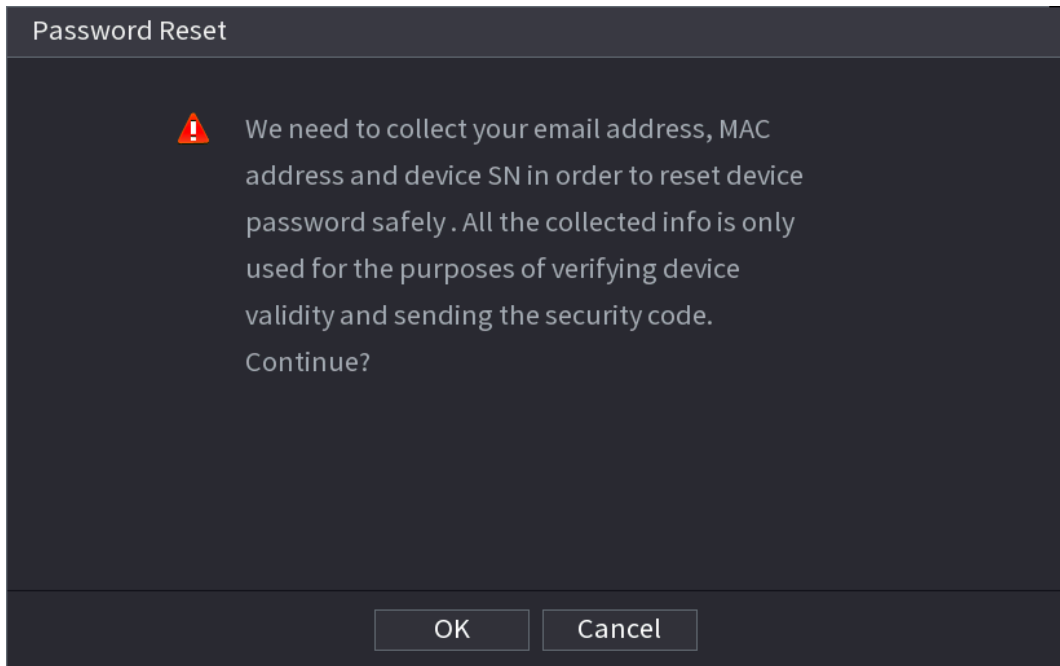 Password Reset
We need to collect your email address, MAC
address and device SN in order to reset device
password safely . All the collected info is only
used for the purposes of verifying device
validity and sending the security code.
Continue?
OK
Cancel